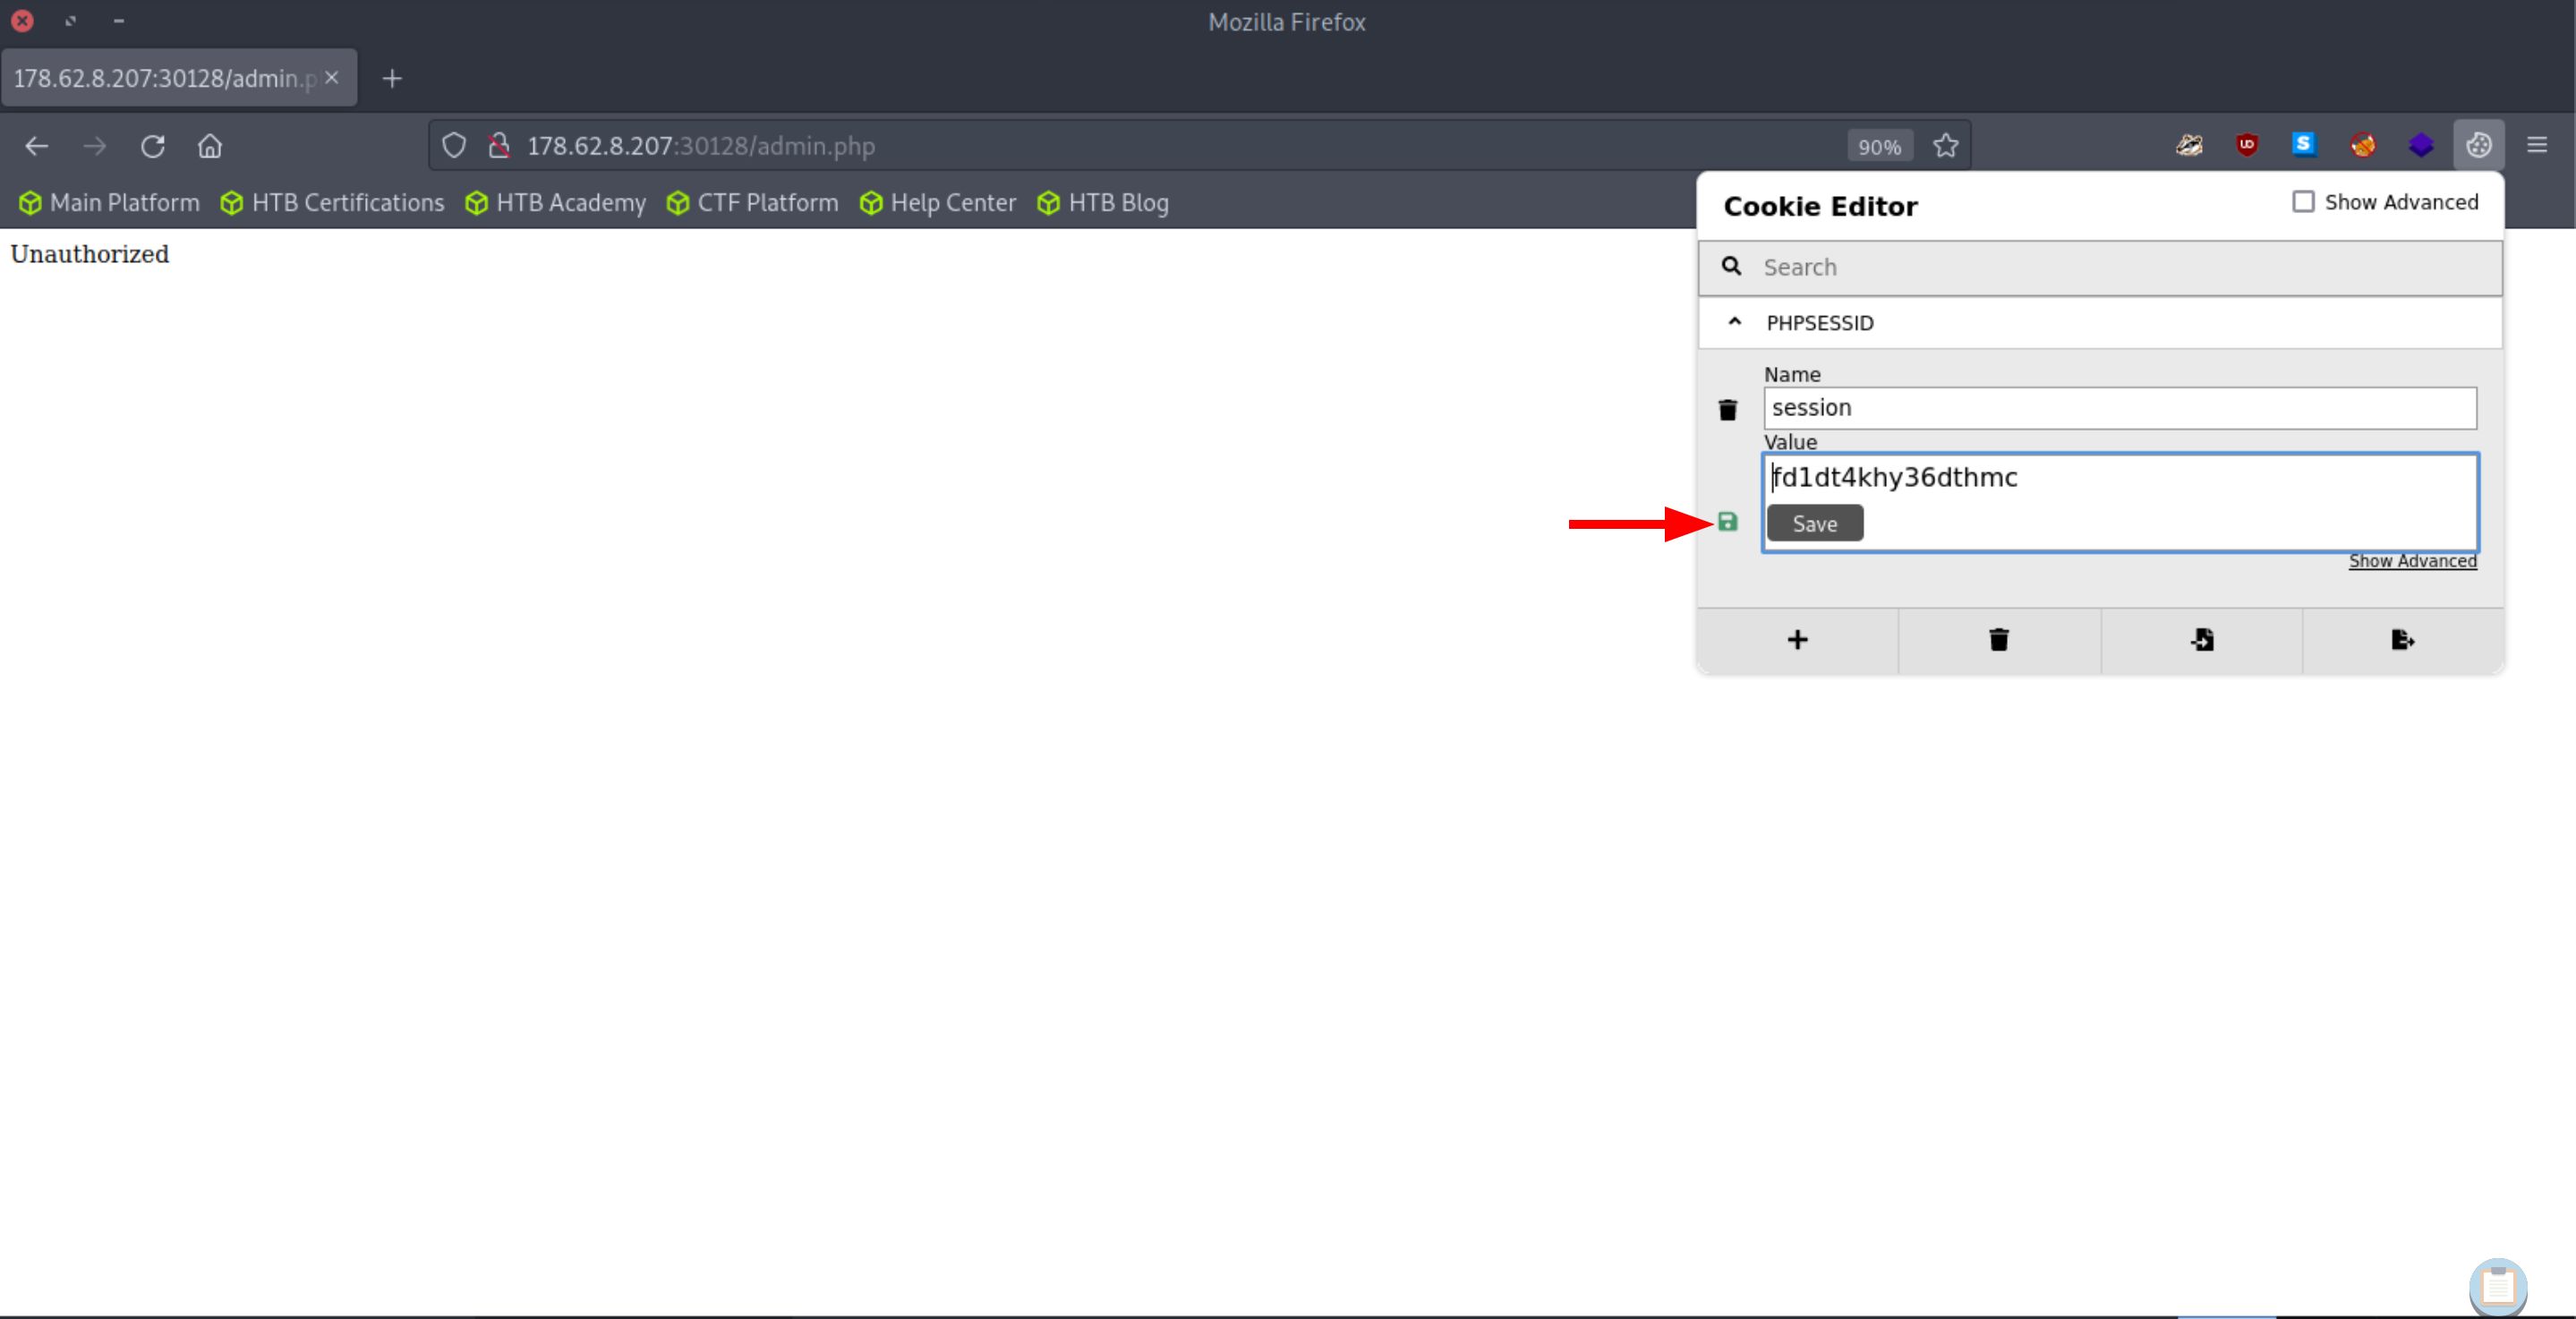 Mozilla Firefox
178.62.8.207:30128/admin.p
178.62.8.207:30128/admin.php
90%
Main Platform HTB Certifications HTB Academy CTF Platform Help Center HTB Blog
Unauthorized
Cookie Editor
Show Advanced
Search
PHPSESSID
Name
session
Value
fd1dt4khy36dthmc
Save
Show Advanced